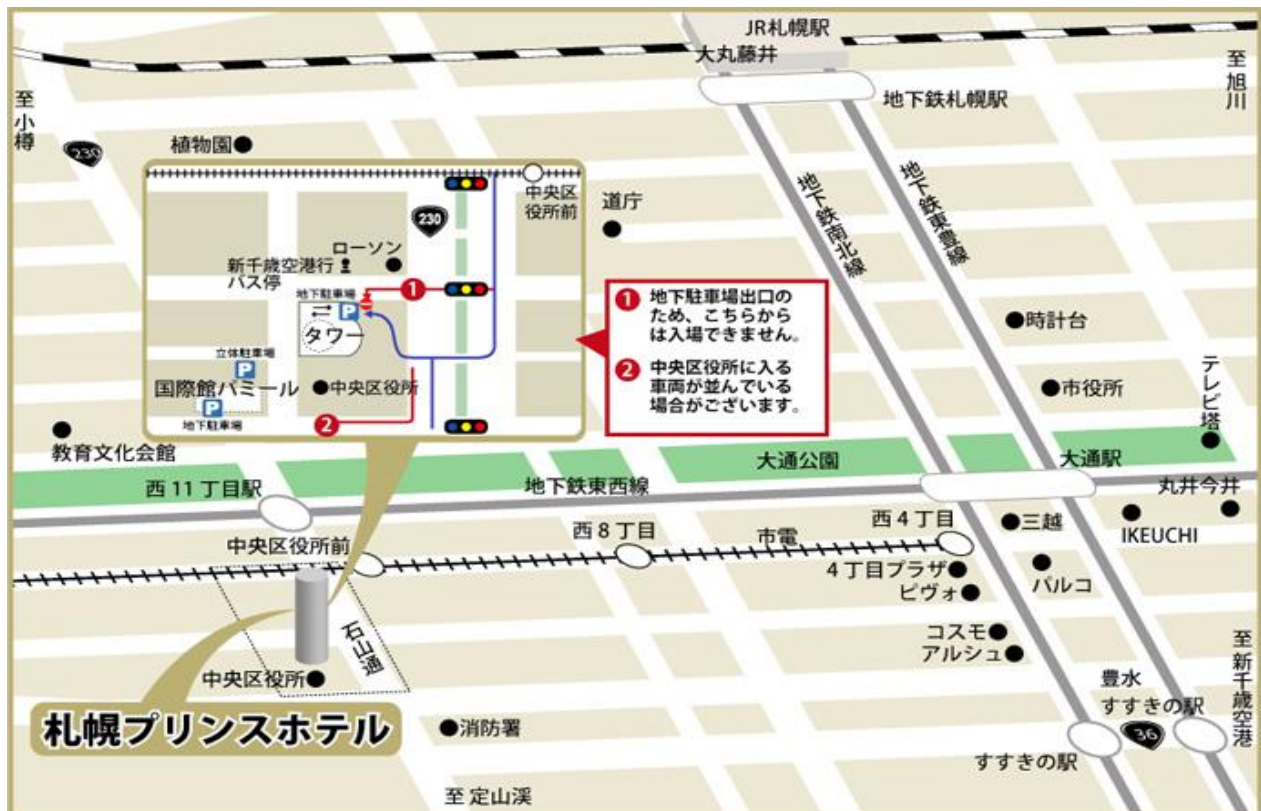 JR札幌駅
大丸藤井
至小樽
至旭川
地下鉄札幌駅
230
植物園
地下鉄南北線
地下鉄東豊線
中央区
役所前
道庁
230
ローソン
新千歳空港行
バス停
地下駐車場
P
タワー
1
立体駐車場
P
国際館パミール
中央区役所
P
地下駐車場
2
1 地下駐車場出口の
ため、こちらから
は入場できません。
2 中央区役所に入る
車両が並んでいる
場合がございます。
時計台
市役所
テレビ塔
教育文化会館
大通公園
大通駅
西11丁目駅
地下鉄東西線
丸井今井
西8丁目
市電
西4丁目
三越
IKEUCHI
中央区役所前
4丁目プラザ
パルコ
ピヴォ
石山通
コスモ
アルシュ
至新千歳空港
中央区役所
豊水
すすきの駅
札幌プリンスホテル
消防署
36
すすきの駅
至定山渓